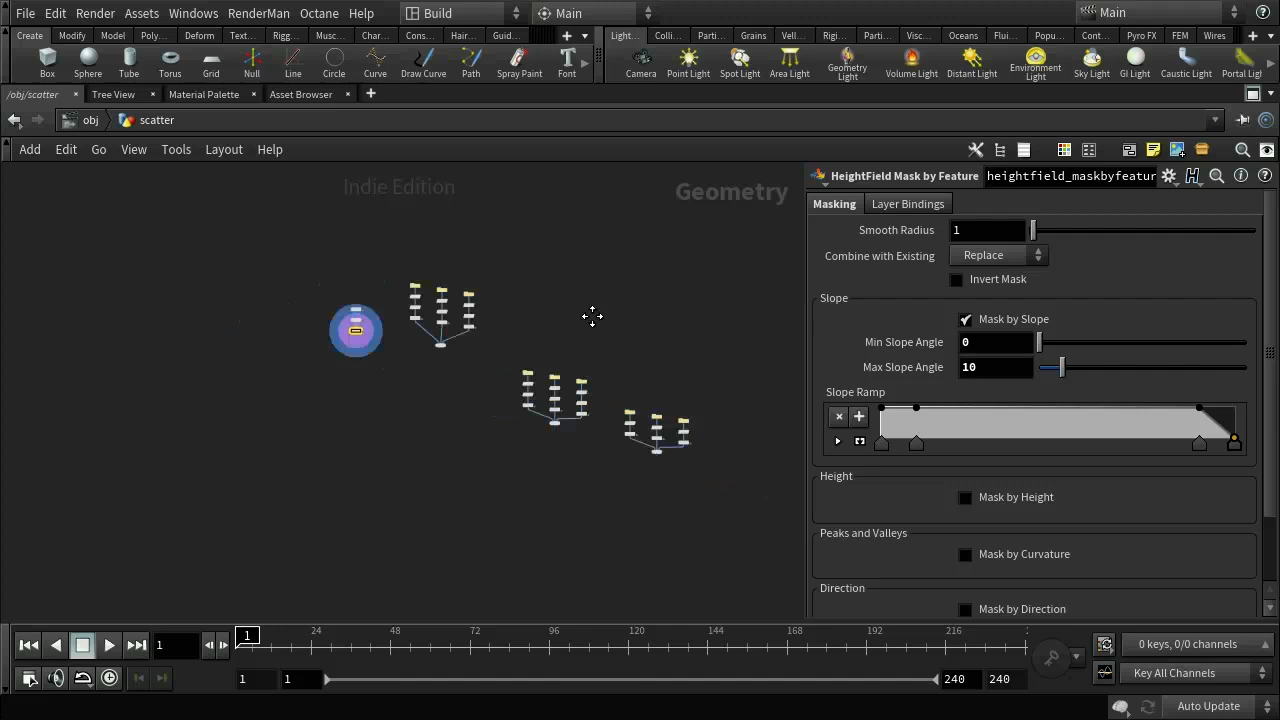 File Edit Render Assets Windows RenderMan Octane Help Build Main Main
Create Modify Model Poly... Deform Text... Rigg... Musc... Char... Cons... Hair... Guid... Light... Colli... Parti... Grains Vell... Rigi... Parti... Visc... Oceans Flui... Popu... Cont... Pyro FX FEM Wires
Box Sphere Tube Torus Grid Null Line Circle Curve Draw Curve Path Spray Paint Font Camera Point Light Spot Light Area Light Geometry Light Volume Light Distant Light Environment Light Sky Light GI Light Caustic Light Portal Ligh
/obj/scatter Tree View Material Palette Asset Browser
obj scatter
Add Edit Go View Tools Layout Help
Indie Edition
Geometry
HeightField Mask by Feature heightfield_maskbyfeatur
Masking Layer Bindings
Smooth Radius 1
Combine with Existing Replace
Invert Mask
Slope
Mask by Slope
Min Slope Angle 0
Max Slope Angle 10
Slope Ramp
Height
Mask by Height
Peaks and Valleys
Mask by Curvature
Direction
Mask by Direction
1 1 24 48 72 96 120 144 168 192 216 0 keys, 0/0 channels
1 1 240 240 Key All Channels
Auto Update